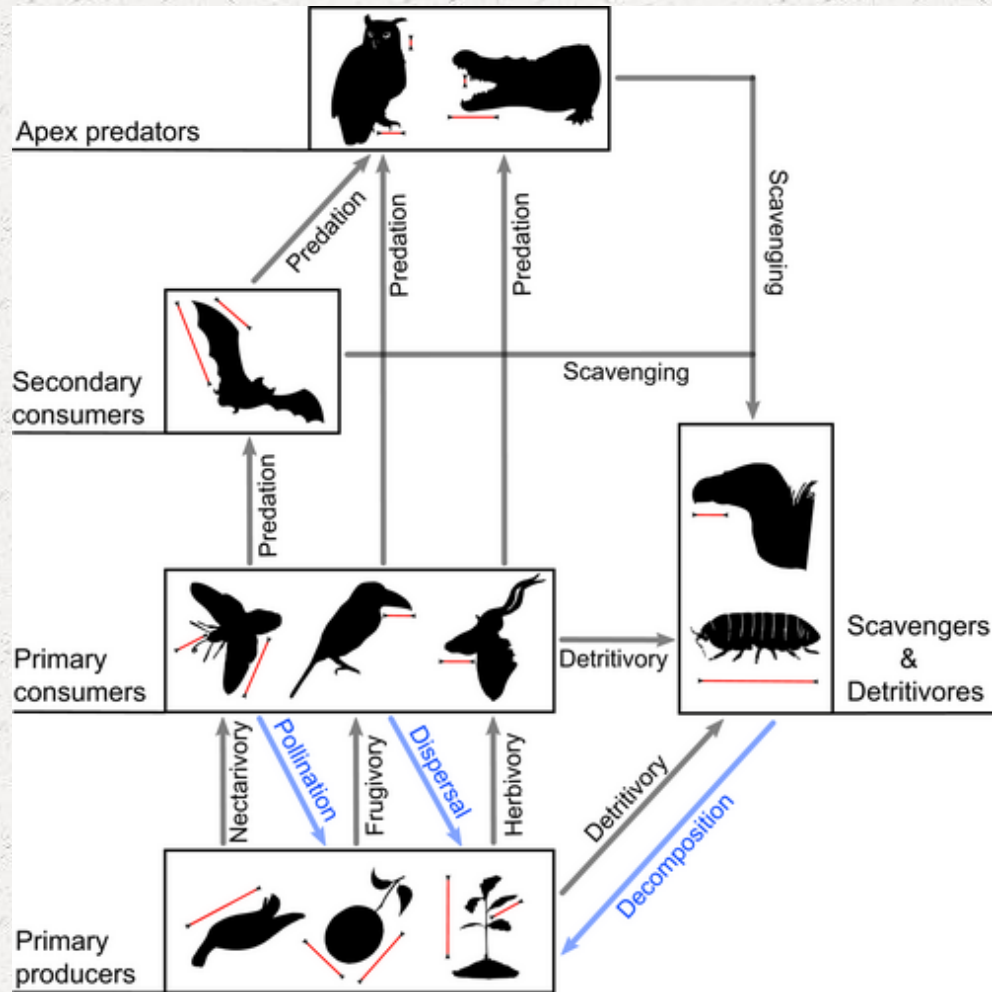 Apex predators
Predation
Predation
Predation
Scavenging
Secondary
consumers
Scavenging
Predation
Primary
consumers
Detritivory
Scavengers
&
Detritivores
Nectarivory
Pollination
Frugivory
Dispersal
Herbivory
Detritivory
Decomposition
Primary
producers